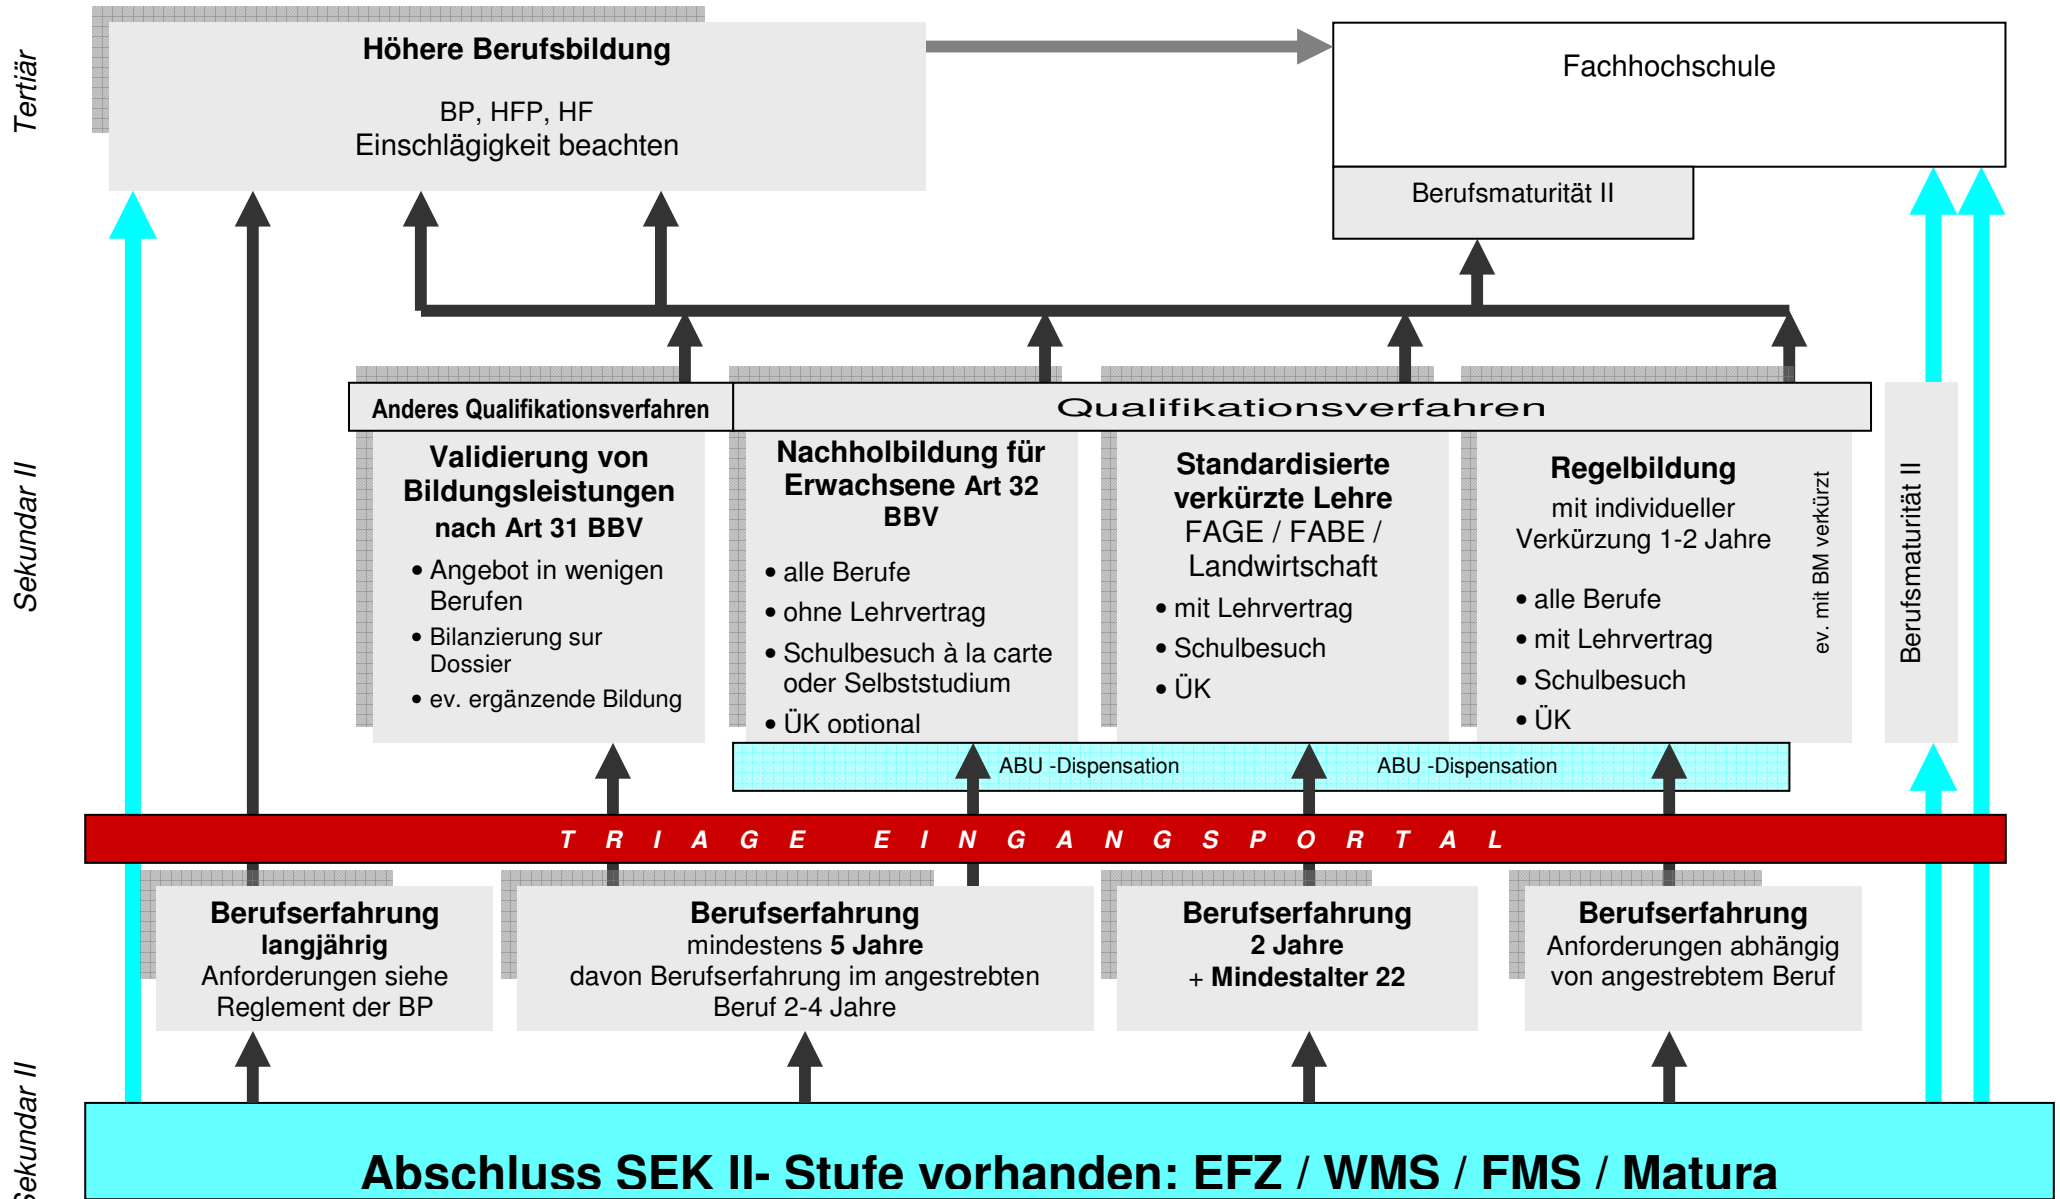 Tertiär
Höhere Berufsbildung
BP, HFP, HF
Einschlägigkeit beachten
Fachhochschule
Berufsmaturität II
Sekundar II
Anderes Qualifikationsverfahren
Qualifikationsverfahren
Validierung von
Bildungsleistungen
nach Art 31 BBV
• Angebot in wenigen
Berufen
• Bilanzierung sur
Dossier
• ev. ergänzende Bildung
Nachholbildung für
Erwachsene Art 32
BBV
• alle Berufe
• ohne Lehrvertrag
• Schulbesuch à la carte
oder Selbststudium
• ÜK optional
Standardisierte
verkürzte Lehre
FAGE / FABE /
Landwirtschaft
• mit Lehrvertrag
• Schulbesuch
• ÜK
Regelbildung
mit individueller
Verkürzung 1-2 Jahre
• alle Berufe
• mit Lehrvertrag
• Schulbesuch
• ÜK
ev. mit BM verkürzt
Berufsmaturität II
ABU -Dispensation
ABU -Dispensation
TRIAGE EINGANGSPORTAL
Berufserfahrung
langjährig
Anforderungen siehe
Reglement der BP
Berufserfahrung
mindestens 5 Jahre
davon Berufserfahrung im angestrebten
Beruf 2-4 Jahre
Berufserfahrung
2 Jahre
+ Mindestalter 22
Berufserfahrung
Anforderungen abhängig
von angestrebtem Beruf
Sekundar II
Abschluss SEK II- Stufe vorhanden: EFZ / WMS / FMS / Matura